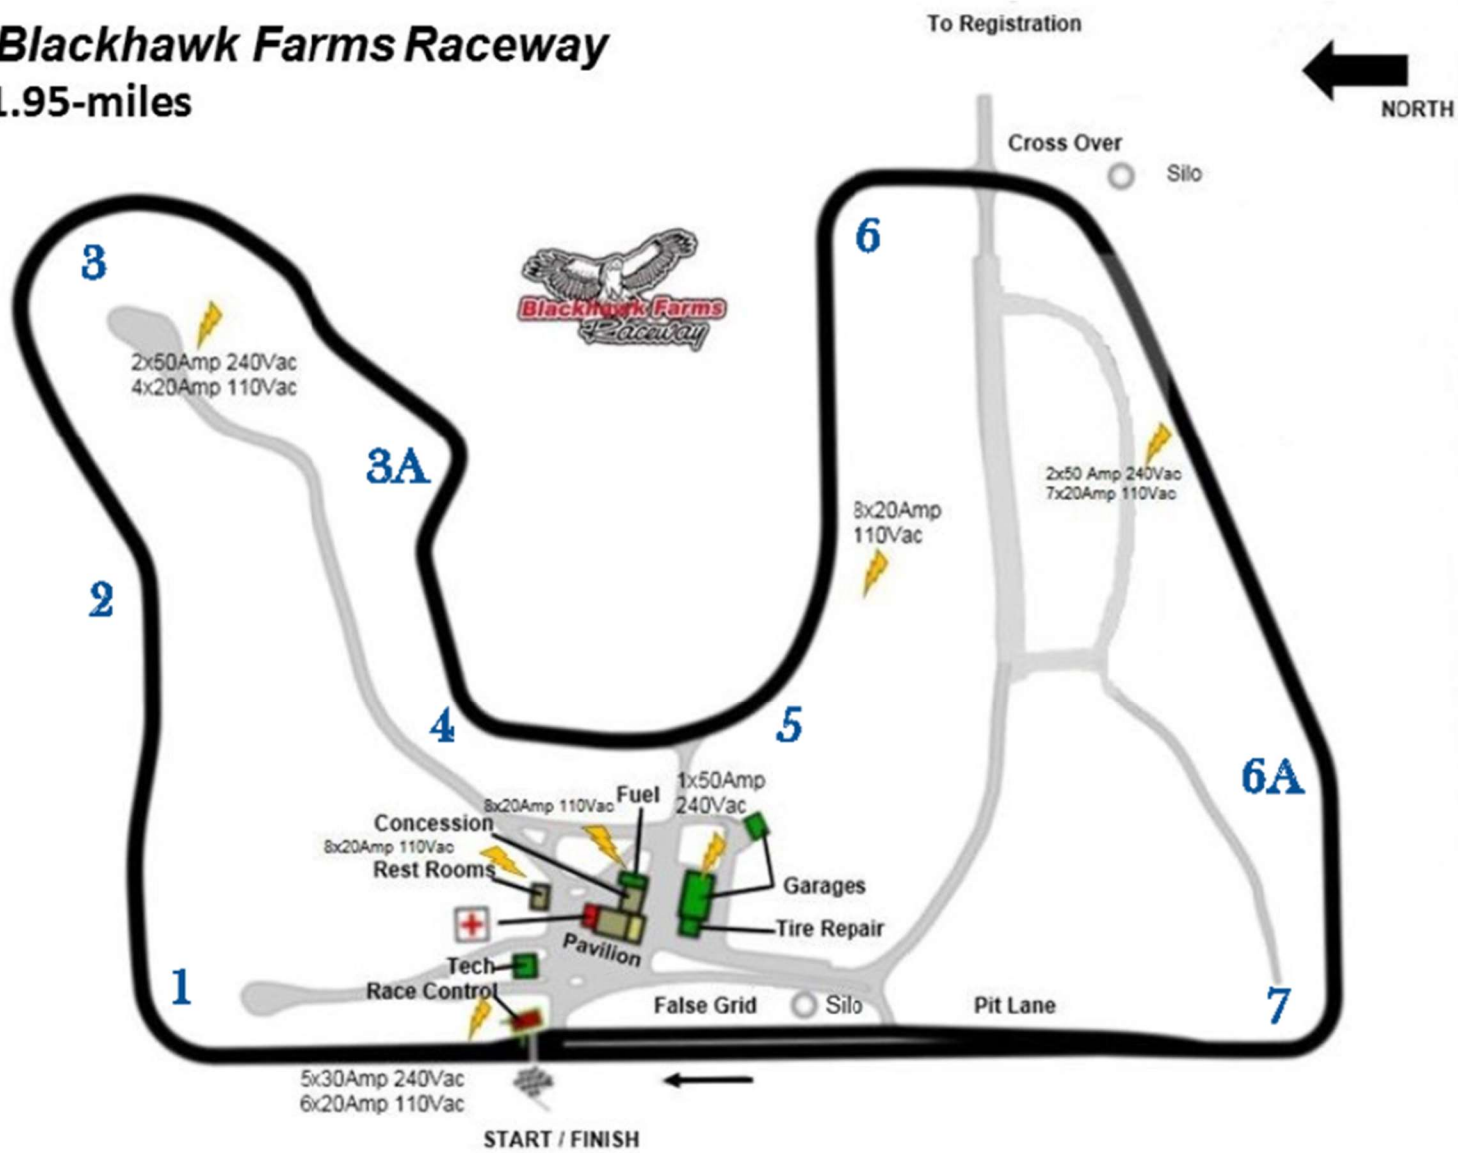 To Registration
Blackhawk Farms Raceway
1.95-miles
NORTH
Cross Over
Silo
3
6
Blackhawk Farms
Raceway
2x50Amp 240Vac
4x20Amp 110Vac
3A
2x50 Amp 240Vac
7x20Amp 110Vac
8x20Amp
110Vac
2
4
5
6A
1x50Amp
240Vac
Fuel
8x20Amp 110Vac
Concession
8x20Amp 110Vac
Rest Rooms
Garages
Tire Repair
Pavilion
Tech
Race Control
1
False Grid
Silo
Pit Lane
7
5x30Amp 240Vac
6x20Amp 110Vac
START / FINISH